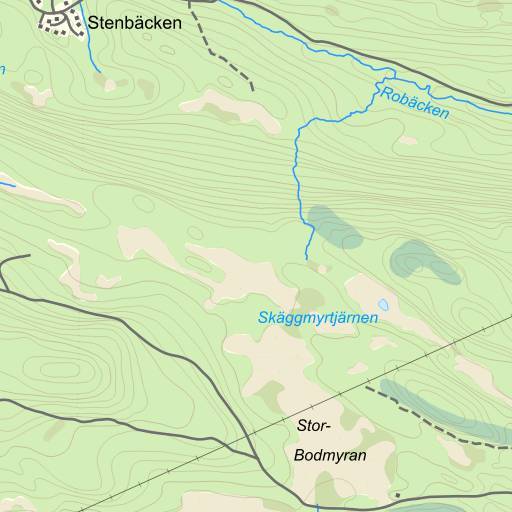 Stenbäcken
n
Robäcken
Skäggmyrtjärnen
Stor-
Bodmyran